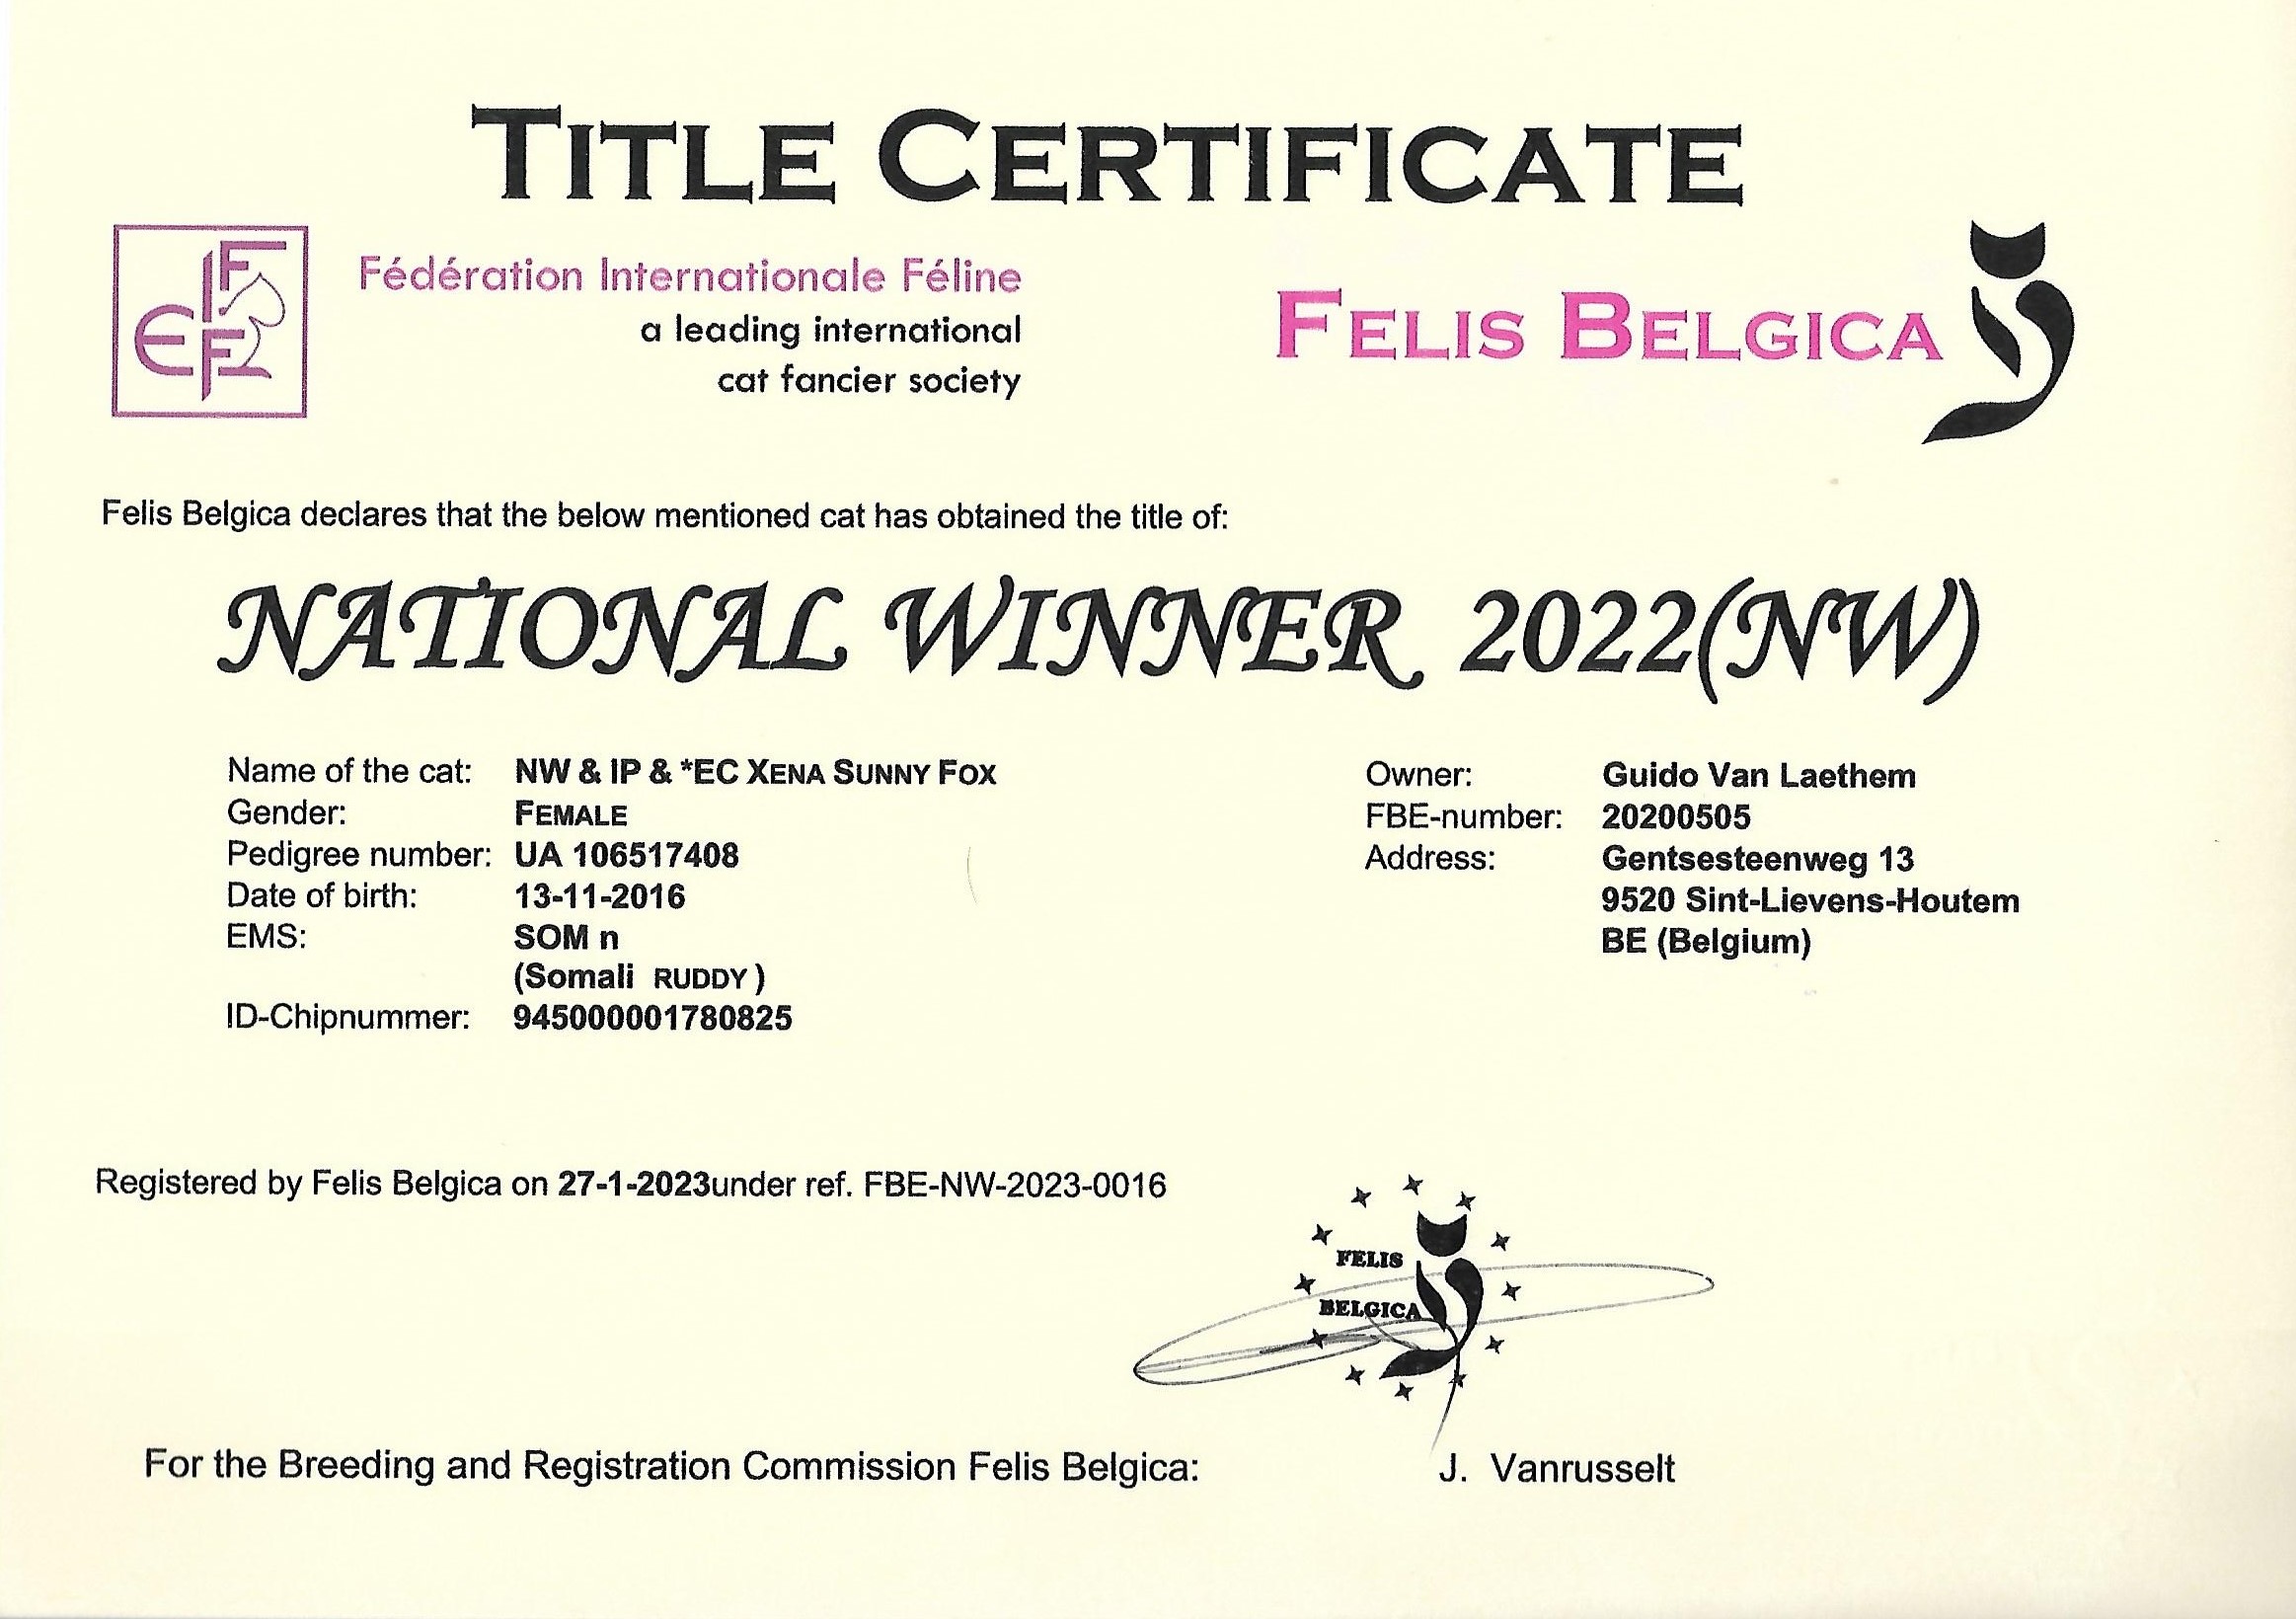 TITLE CERTIFICATE
FIFe
Fédération Internationale Féline
a leading international
cat fancier society
FELIS BELGICA
Felis Belgica declares that the below mentioned cat has obtained the title of:
NATIONAL WINNER 2022(NW)
Name of the cat: NW & IP & *EC XENA SUNNY FOX
Gender: FEMALE
Pedigree number: UA 106517408
Date of birth: 13-11-2016
EMS: SOM n
(Somali RUDDY )
ID-Chipnummer: 945000001780825
Owner: Guido Van Laethem
FBE-number: 20200505
Address: Gentsesteenweg 13
9520 Sint-Lievens-Houtem
BE (Belgium)
Registered by Felis Belgica on 27-1-2023under ref. FBE-NW-2023-0016
FELIS
BELGICA
For the Breeding and Registration Commission Felis Belgica: J. Vanrusselt